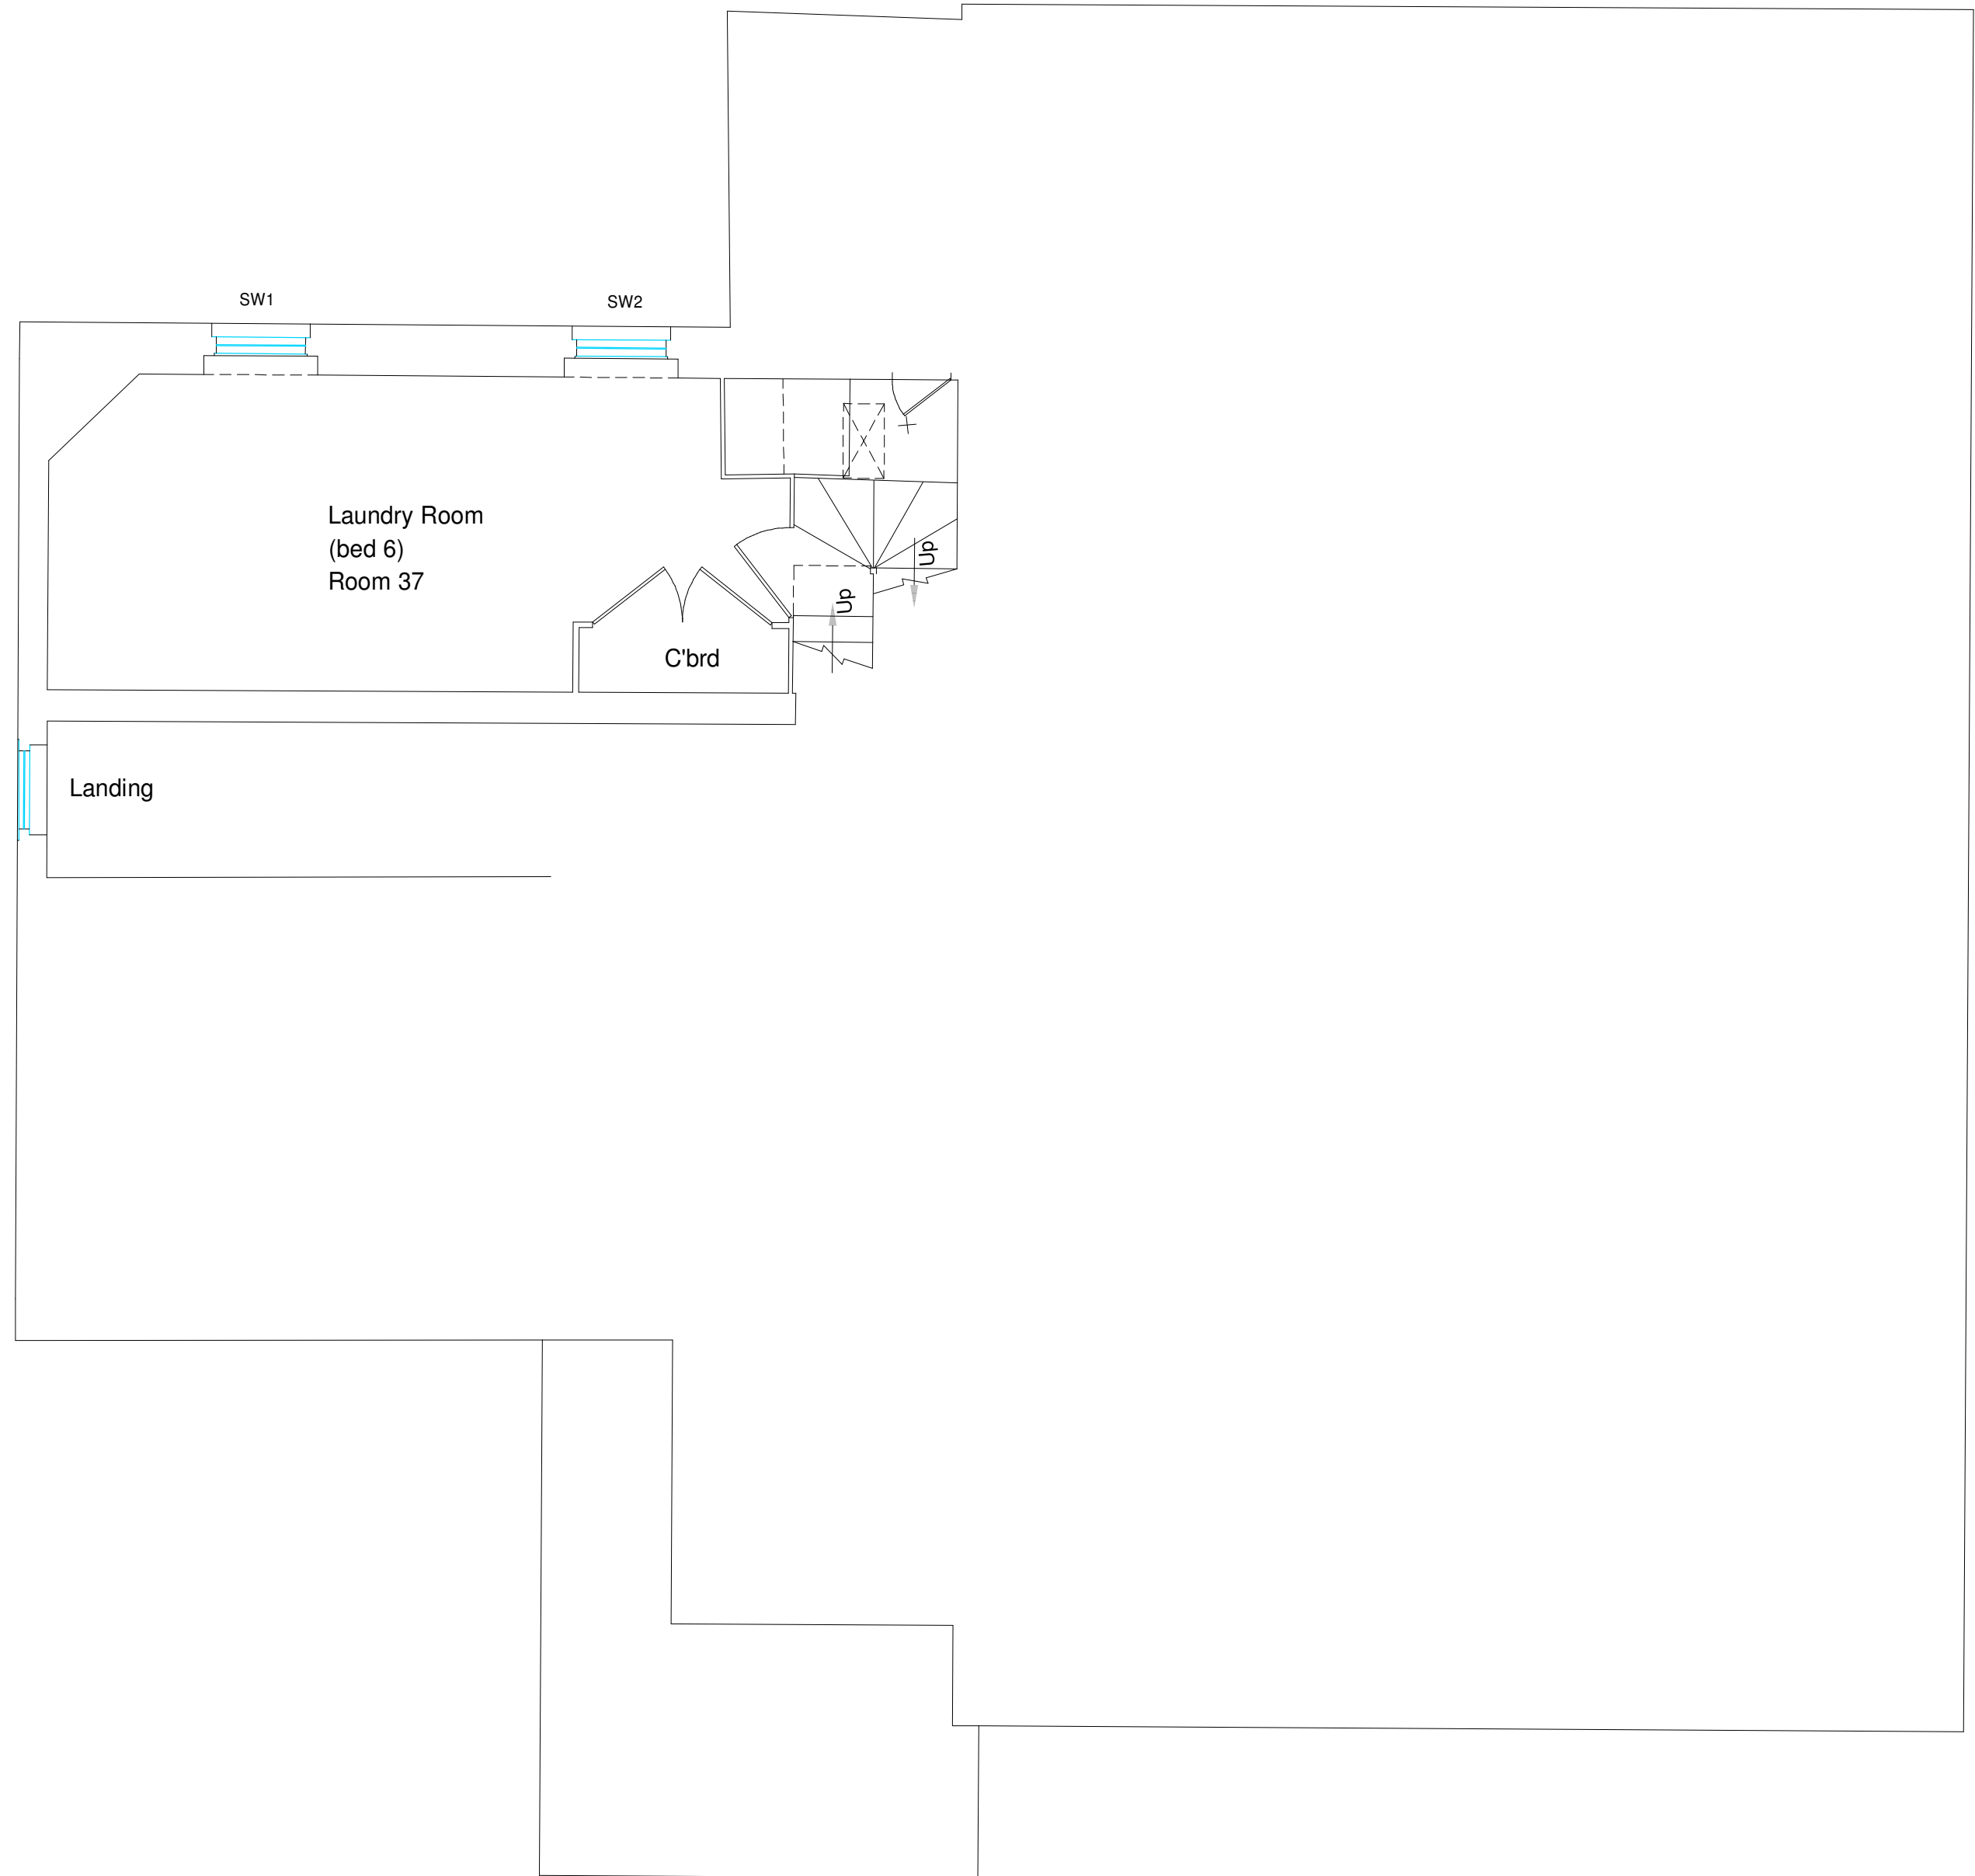 SW1
SW2
Laundry Room
(bed 6)
Room 37
Up
Up
C'brd
Landing